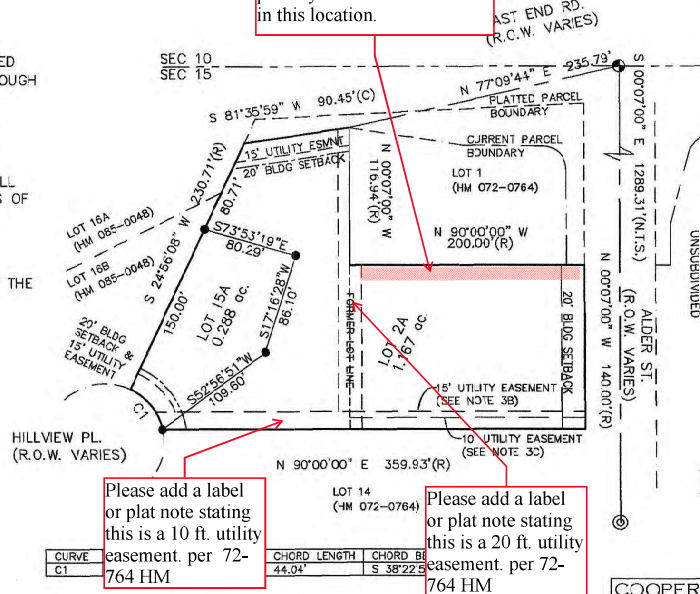 in this location.
AST END RD.
(R.C.W. VARIES)
ED
OUGH
SEC 10
SEC 15
235.79'
N 77°09'44" E
S 81°35'59" W 90.45'(C)
PLATTED PARCEL
BOUNDARY
S 00°07'00" E 1289.31'(N.T.S.)
15' UTILITY ESMNT
20' BLDG SETBACK
N 00°07'00" W
116.94'(R)
CURRENT PARCEL
BOUNDARY
LOT 1
(HM 072-0764)
LL
S OF
230.71'(R)
80.71'
LOT 16A
(HM 085-0048)
LOT 16B
(HM 085-0048)
S73°53'19"E
80.29'
N 90°00'00" W
200.00'(R)
UNSUBDIVIDED
THE
S 24°56'08" W
150.00'
LOT 15A
0.288 ac.
S17°16'28"W
86.10'
FORMER LOT LINE
LOT 2A
1.167 ac.
20' BLDG SETBACK
N 00°07'00" W 140.00'(R)
ALDER ST.
(R.O.W. VARIES)
20' BLDG
SETBACK &
15' UTILITY
EASEMENT
S52°56'51"W
109.60'
C1
15' UTILITY EASEMENT
(SEE NOTE 3B)
HILLVIEW PL.
(R.O.W. VARIES)
10 UTILITY EASEMENT
(SEE NOTE 3C)
N 90°00'00" E 359.93'(R)
LOT 14
(HM 072-0764)
Please add a label
or plat note stating
this is a 10 ft. utility
easement. per 72-
764 HM
Please add a label
or plat note stating
this is a 20 ft. utility
easement. per 72-
764 HM
CURVE CHORD LENGTH CHORD BE
C1 44.04' S 38°22'5
COOPER